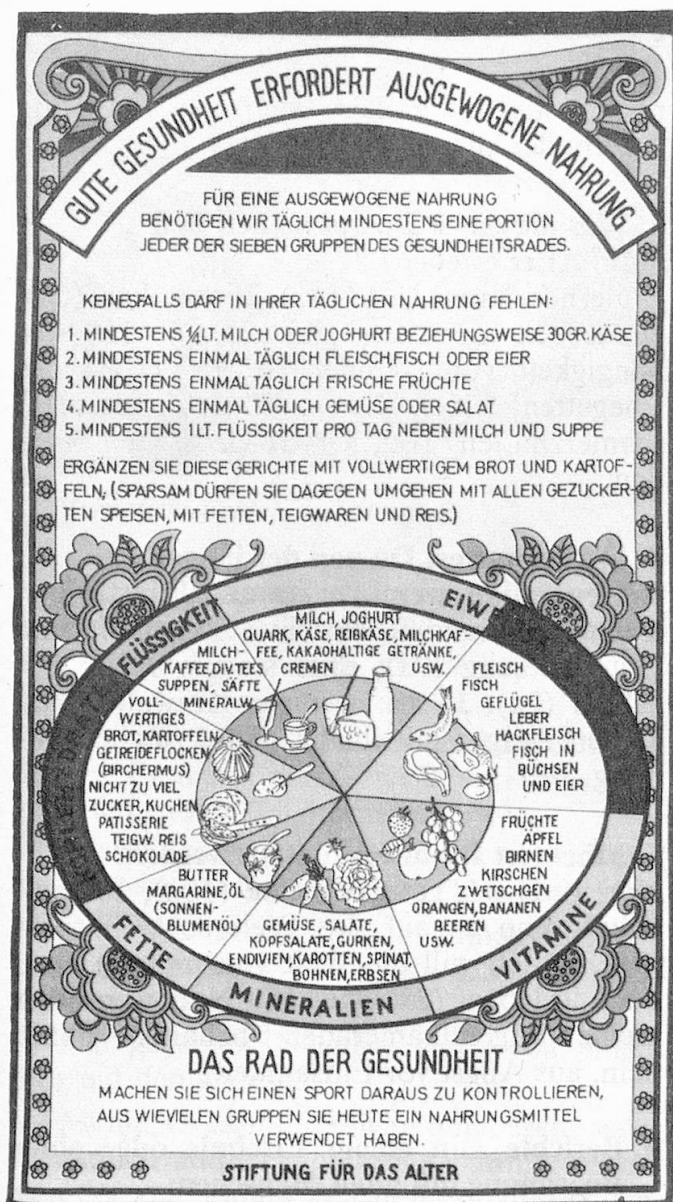 GUTE GESUNDHEIT ERFORDERT AUSGEWOGENE NAHRUNG
FÜR EINE AUSGEWOGENE NAHRUNG
BENÖTIGEN WIR TÄGLICH MINDESTENS EINE PORTION
JEDER DER SIEBEN GRUPPEN DES GESUNDHEITSRADES.
KEINESFALLS DARF IN IHRER TÄGLICHEN NAHRUNG FEHLEN:
1. MINDESTENS ¼ LT. MILCH ODER JOGHURT BEZIEHUNGSWEISE 30GR. KÄSE
2. MINDESTENS EINMAL TÄGLICH FLEISCH, FISCH ODER EIER
3. MINDESTENS EINMAL TÄGLICH FRISCHE FRÜCHTE
4. MINDESTENS EINMAL TÄGLICH GEMÜSE ODER SALAT
5. MINDESTENS 1 LT. FLÜSSIGKEIT PRO TAG NEBEN MILCH UND SUPPE
ERGÄNZEN SIE DIESE GERICHTE MIT VOLLWERTIGEM BROT UND KARTOF-
FELN; (SPARSAM DÜRFEN SIE DAGEGEN UMGEHEN MIT ALLEN GEZUCKER-
TEN SPEISEN, MIT FETTEN, TEIGWAREN UND REIS.)
FLÜSSIGKEIT
MILCH-
KAFFEE, DIV. TEES
SUPPEN, SÄFTE
MINERALW.
MILCH, JOGHURT
QUARK, KÄSE, REIBKÄSE, MILCHKAF-
FEE, KAKAOHALTIGE GETRÄNKE,
CREMEN USW.
FLEISCH
FISCH
GEFLÜGEL
LEBER
HACKFLEISCH
FISCH IN
BÜCHSEN
UND EIER
VOLL-
WERTIGES
BROT, KARTOFFELN
GETREIDEFLOCKEN
(BIRCHERMUS)
NICHT ZU VIEL
ZUCKER, KUCHEN
PATISSERIE
TEIGW. REIS
SCHOKOLADE
FRÜCHTE
ÄPFEL
BIRNEN
KIRSCHEN
ZWETSCHGEN
ORANGEN, BANANEN
BEEREN
USW.
VITAMINE
BUTTER
MARGARINE, ÖL
(SONNEN-
BLUMENÖL)
FETTE
GEMÜSE, SALATE,
KOPFSALATE, GURKEN,
ENDIVIEN, KAROTTEN, SPINAT,
BOHNEN, ERBSEN
MINERALIEN
DAS RAD DER GESUNDHEIT
MACHEN SIE SICH EINEN SPORT DARAUS ZU KONTROLLIEREN,
AUS WIEVIELEN GRUPPEN SIE HEUTE EIN NAHRUNGSMITTEL
VERWENDET HABEN.
STIFTUNG FÜR DAS ALTER